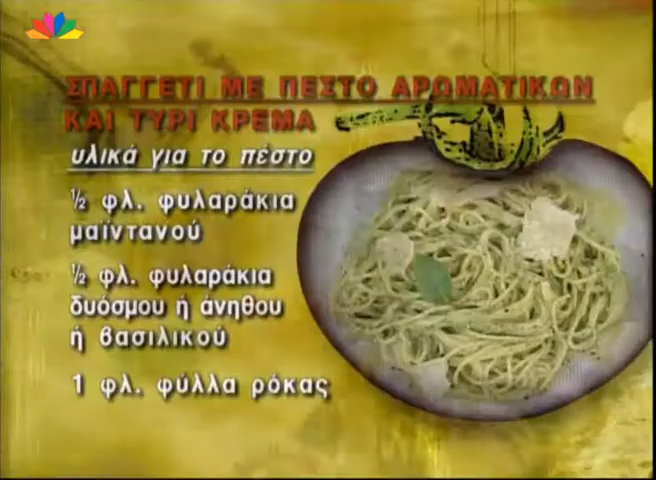 ΣΠΑΓΓΕΤΙ ΜΕ ΠΕΣΤΟ ΑΡΩΜΑΤΙΚΩΝ
ΚΑΙ ΤΥΡΙ ΚΡΕΜΑ
υλικά για το πέστο
½ φλ. φυλαράκια
μαϊντανού
½ φλ. φυλαράκια
δυόσμου ή άνηθου
ή βασιλικού
1 φλ. φύλλα ρόκας